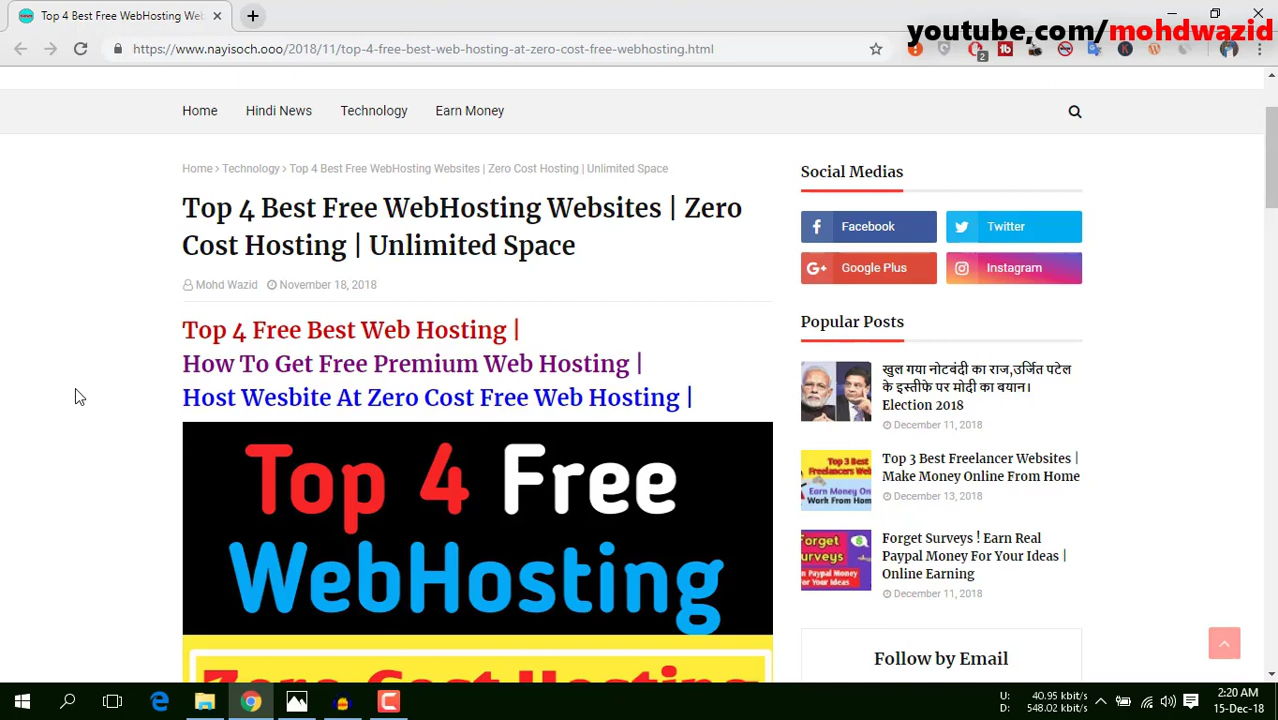 Top 4 Best Free WebHosting Web
youtube.com/mohdwazid
https://www.nayisoch.ooo/2018/11/top-4-free-best-web-hosting-at-zero-cost-free-webhosting.html
2
Home Hindi News Technology Earn Money
Home > Technology > Top 4 Best Free WebHosting Websites | Zero Cost Hosting | Unlimited Space
Top 4 Best Free WebHosting Websites | Zero
Cost Hosting | Unlimited Space
Mohd Wazid November 18, 2018
Top 4 Free Best Web Hosting |
How To Get Free Premium Web Hosting |
Host Wesbite At Zero Cost Free Web Hosting |
Top 4 Free
WebHosting
Zero Cost Hosting
Social Medias
Facebook Twitter
Google Plus Instagram
Popular Posts
खुल गया नोटबंदी का राज,उर्जित पटेल
के इस्तीफे पर मोदी का बयान।
Election 2018
December 11, 2018
Top 3 Best
Freelancers Web
Earn Money On
Work From Hom
Top 3 Best Freelancer Websites |
Make Money Online From Home
December 13, 2018
Forget
urveys
n Paypal Money
For Your Ideas
Forget Surveys ! Earn Real
Paypal Money For Your Ideas |
Online Earning
December 11, 2018
Follow by Email
U: 40.95 kbit/s
D: 548.02 kbit/s
2:20 AM
15-Dec-18